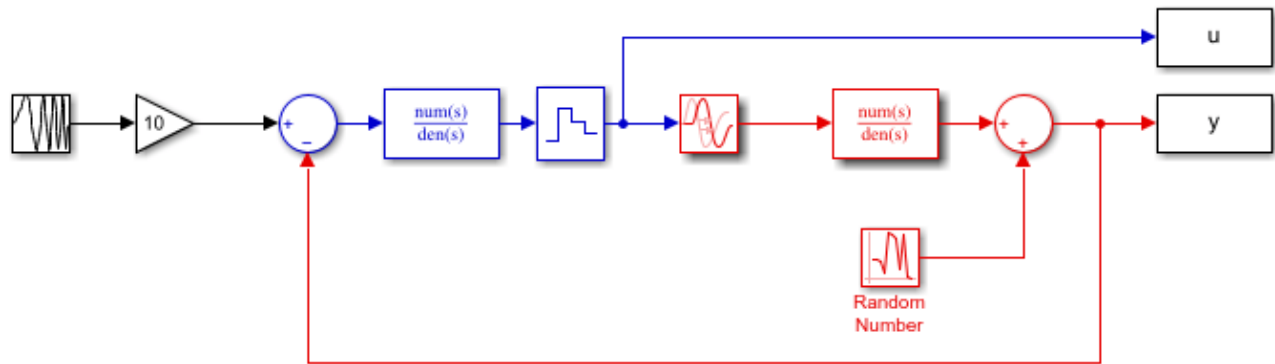 u
10
+
−
num(s)
den(s)
num(s)
den(s)
+
+
y
Random
Number